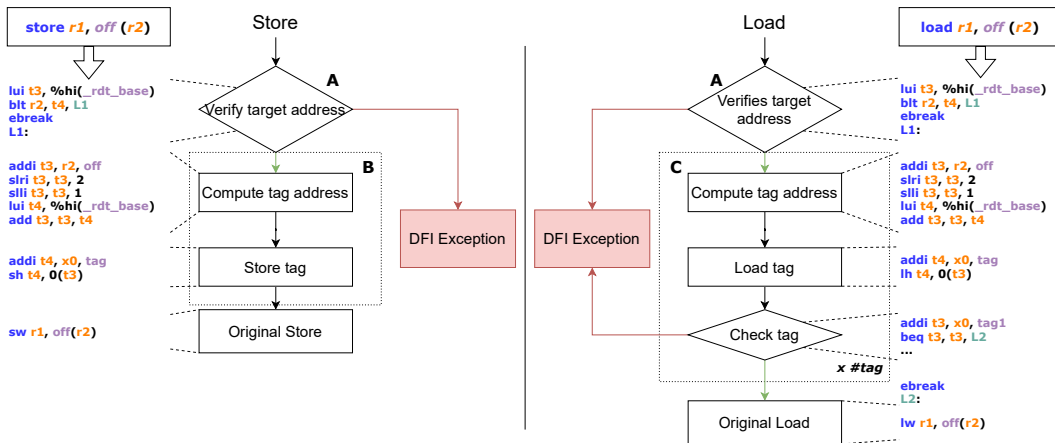 store r1, off (r2)
lui t3, %hi(_rdt_base)
blt r2, t4, L1
ebreak
L1:
addi t3, r2, off
slri t3, t3, 2
slli t3, t3, 1
lui t4, %hi(_rdt_base)
add t3, t3, t4
addi t4, x0, tag
sh t4, 0(t3)
sw r1, off(r2)
Store
A
Verify target address
B
Compute tag address
Store tag
Original Store
DFI Exception
Load
A
Verifies target
address
C
Compute tag address
Load tag
Check tag
x #tag
Original Load
DFI Exception
load r1, off (r2)
lui t3, %hi(_rdt_base)
blt r2, t4, L1
ebreak
L1:
addi t3, r2, off
slri t3, t3, 2
slli t3, t3, 1
lui t4, %hi(_rdt_base)
add t3, t3, t4
addi t4, x0, tag
lh t4, 0(t3)
addi t3, x0, tag1
beq t3, t3, L2
...
ebreak
L2:
lw r1, off(r2)